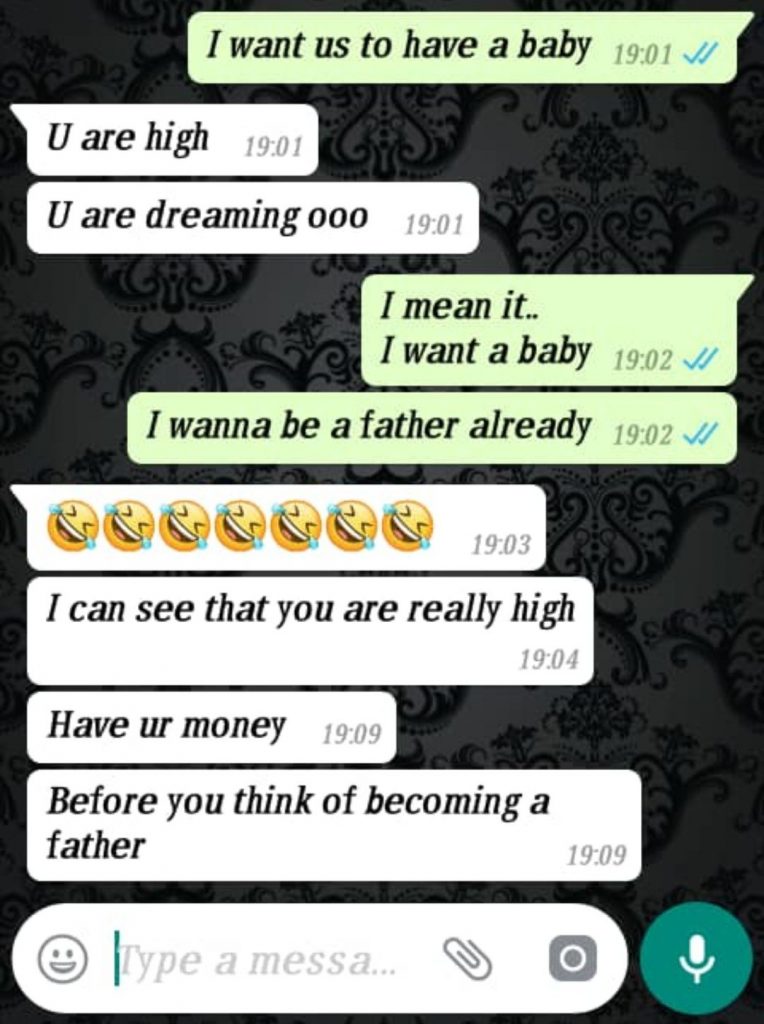 I want us to have a baby 19:01
U are high 19:01
U are dreaming ooo 19:01
I mean it..
I want a baby 19:02
I wanna be a father already 19:02
🤣🤣🤣🤣🤣🤣🤣 19:03
I can see that you are really high
19:04
Have ur money 19:09
Before you think of becoming a
father 19:09
Type a messa...